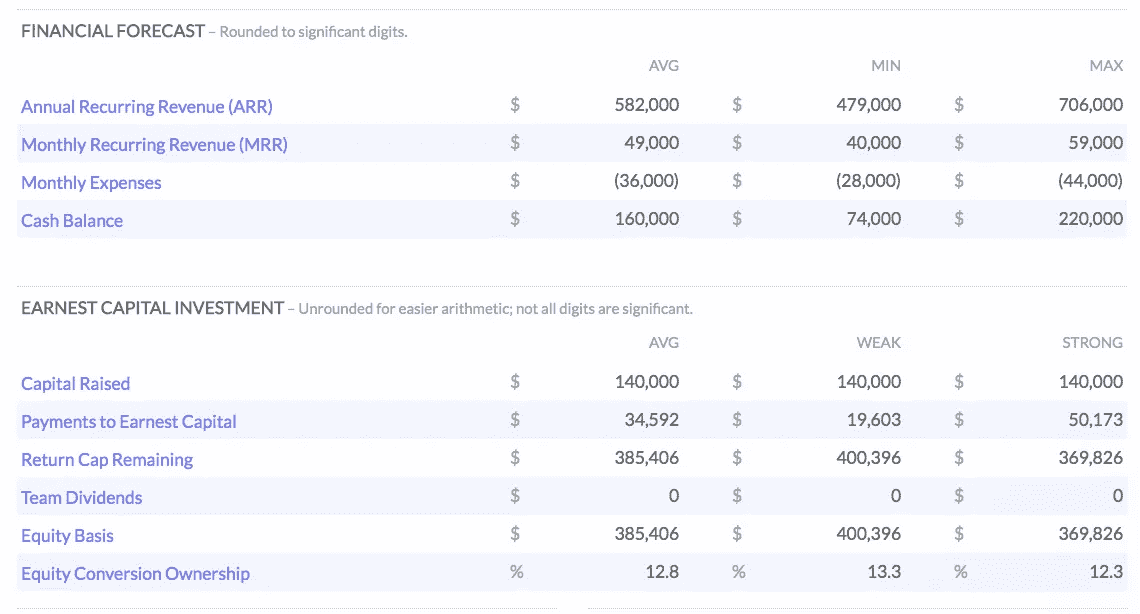 FINANCIAL FORECAST – Rounded to significant digits.
AVG MIN MAX
Annual Recurring Revenue (ARR) $ 582,000 $ 479,000 $ 706,000
Monthly Recurring Revenue (MRR) $ 49,000 $ 40,000 $ 59,000
Monthly Expenses $ (36,000) $ (28,000) $ (44,000)
Cash Balance $ 160,000 $ 74,000 $ 220,000
EARNEST CAPITAL INVESTMENT – Unrounded for easier arithmetic; not all digits are significant.
AVG WEAK STRONG
Capital Raised $ 140,000 $ 140,000 $ 140,000
Payments to Earnest Capital $ 34,592 $ 19,603 $ 50,173
Return Cap Remaining $ 385,406 $ 400,396 $ 369,826
Team Dividends $ 0 $ 0 $ 0
Equity Basis $ 385,406 $ 400,396 $ 369,826
Equity Conversion Ownership % 12.8 % 13.3 % 12.3